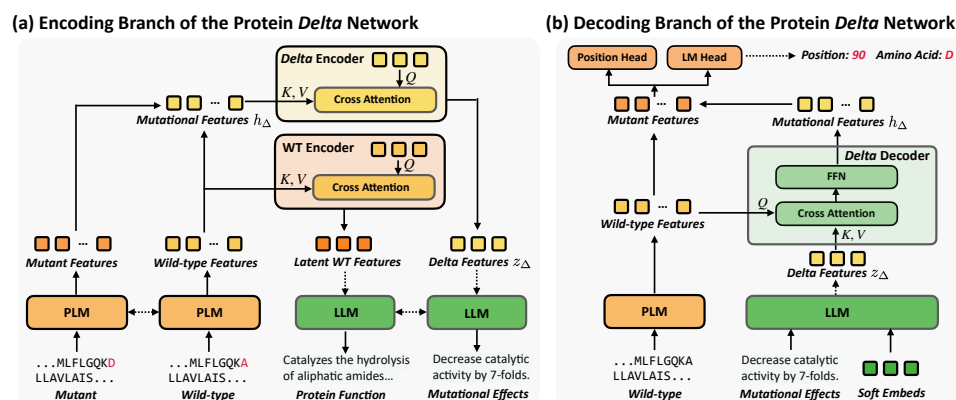 (a) Encoding Branch of the Protein Delta Network
Delta Encoder
Q
K, V
Cross Attention
...
Mutational Features hΔ
WT Encoder
Q
K, V
Cross Attention
...
Mutant Features
...
Wild-type Features
Latent WT Features
Delta Features zΔ
PLM
PLM
LLM
LLM
...MLFLGQKD
LLAVLAIS...
Mutant
...MLFLGQKA
LLAVLAIS...
Wild-type
Catalyzes the hydrolysis
of aliphatic amides...
Protein Function
Decrease catalytic
activity by 7-folds.
Mutational Effects
(b) Decoding Branch of the Protein Delta Network
Position Head
LM Head
Position: 90 Amino Acid: D
...
Mutant Features
...
Mutational Features hΔ
Delta Decoder
FFN
Q
Cross Attention
K, V
...
Wild-type Features
Delta Features zΔ
PLM
LLM
...MLFLGQKA
LLAVLAIS...
Wild-type
Decrease catalytic
activity by 7-folds.
Mutational Effects
Soft Embeds